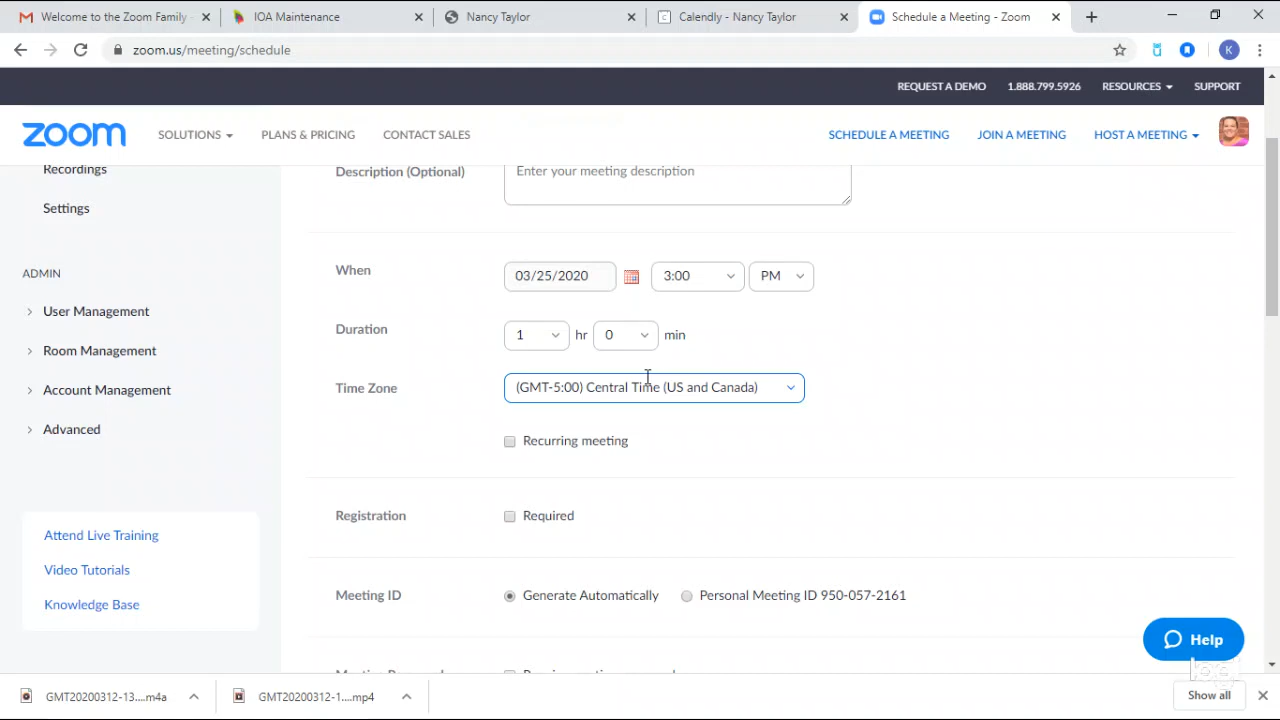 Welcome to the Zoom Family
IOA Maintenance
Nancy Taylor
Calendly - Nancy Taylor
Schedule a Meeting - Zoom
zoom.us/meeting/schedule
K
REQUEST A DEMO 1.888.799.5926 RESOURCES SUPPORT
zoom SOLUTIONS PLANS & PRICING CONTACT SALES SCHEDULE A MEETING JOIN A MEETING HOST A MEETING
Recordings
Settings
ADMIN
User Management
Room Management
Account Management
Advanced
Attend Live Training
Video Tutorials
Knowledge Base
Description (Optional) Enter your meeting description
When 03/25/2020 3:00 PM
Duration 1 hr 0 min
Time Zone (GMT-5:00) Central Time (US and Canada)
Recurring meeting
Registration Required
Meeting ID Generate Automatically Personal Meeting ID 950-057-2161
Help
GMT20200312-13....m4a
GMT20200312-1....mp4
Show all